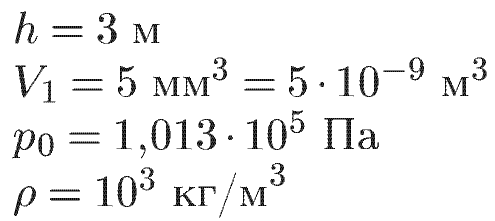 h = 3 м
V₁ = 5 мм³ = 5 · 10⁻⁹ м³
p₀ = 1,013 · 10⁵ Па
ρ = 10³ кг/м³